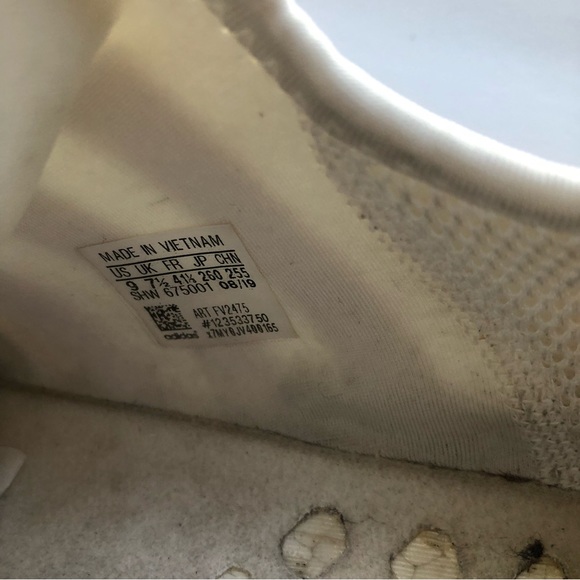 MADE IN VIETNAM
US UK FR JP CHN
9 7½ 41⅓ 260 255
SHW 675001 08/19
ART FV2475
#123533750
x7MY0JV400165
adidas